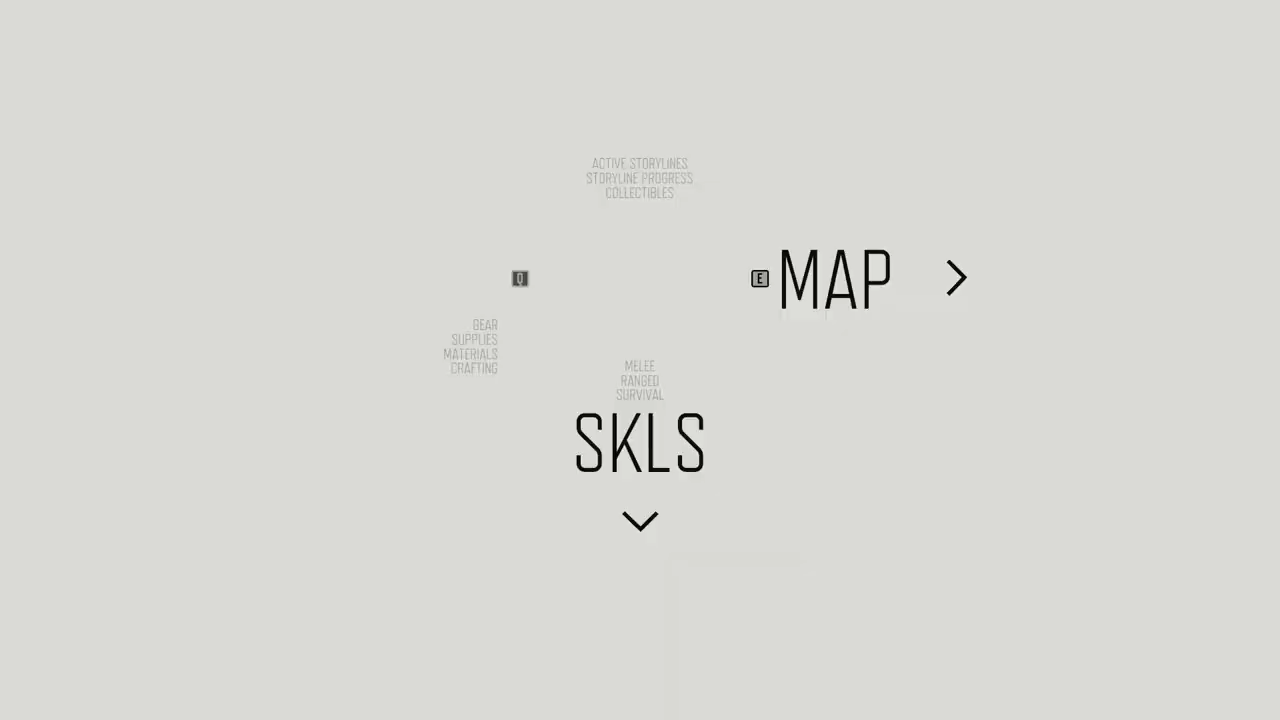 ACTIVE STORYLINES
STORYLINE PROGRESS
COLLECTIBLES
Q
E
MAP
GEAR
SUPPLIES
MATERIALS
CRAFTING
MELEE
RANGED
SURVIVAL
SKLS